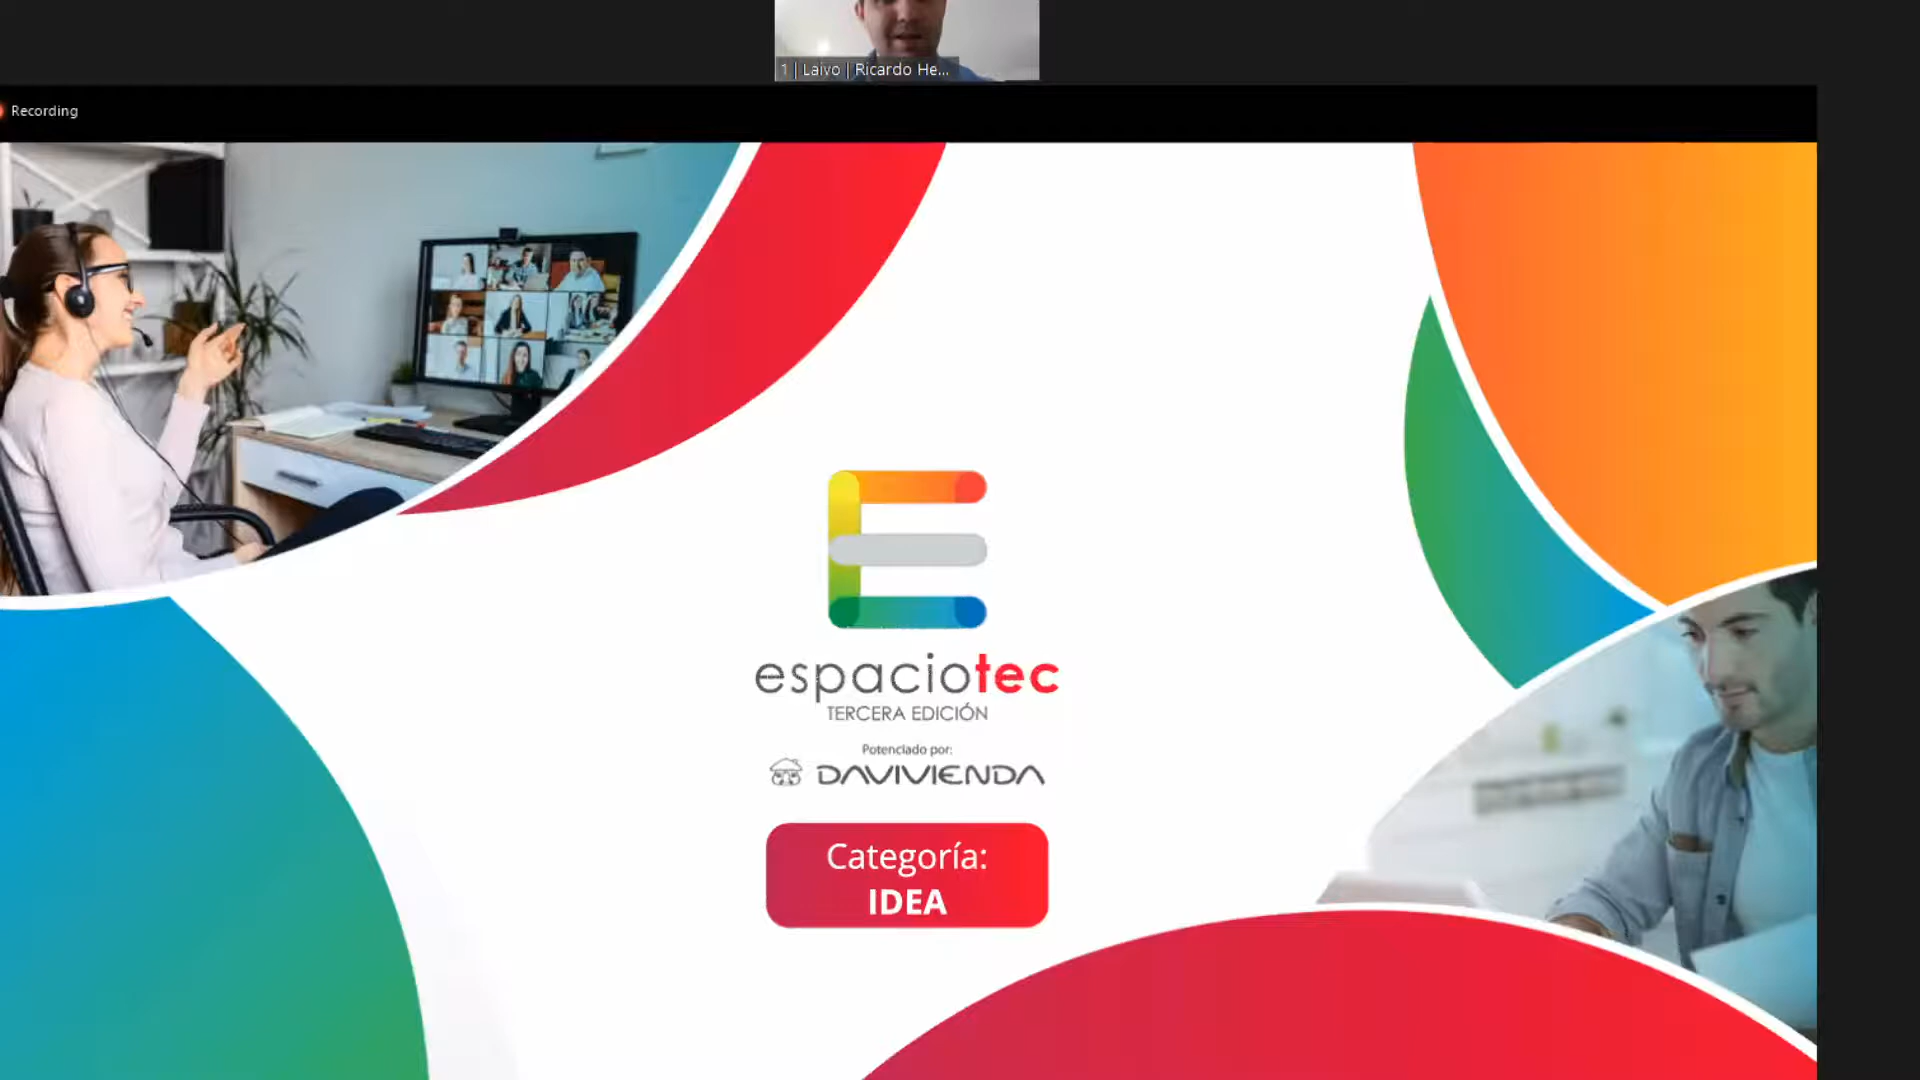 1 | Laivo | Ricardo He...
Recording
espaciotec
TERCERA EDICIÓN
Potenciado por:
DAVIVIENDA
Categoría:
IDEA